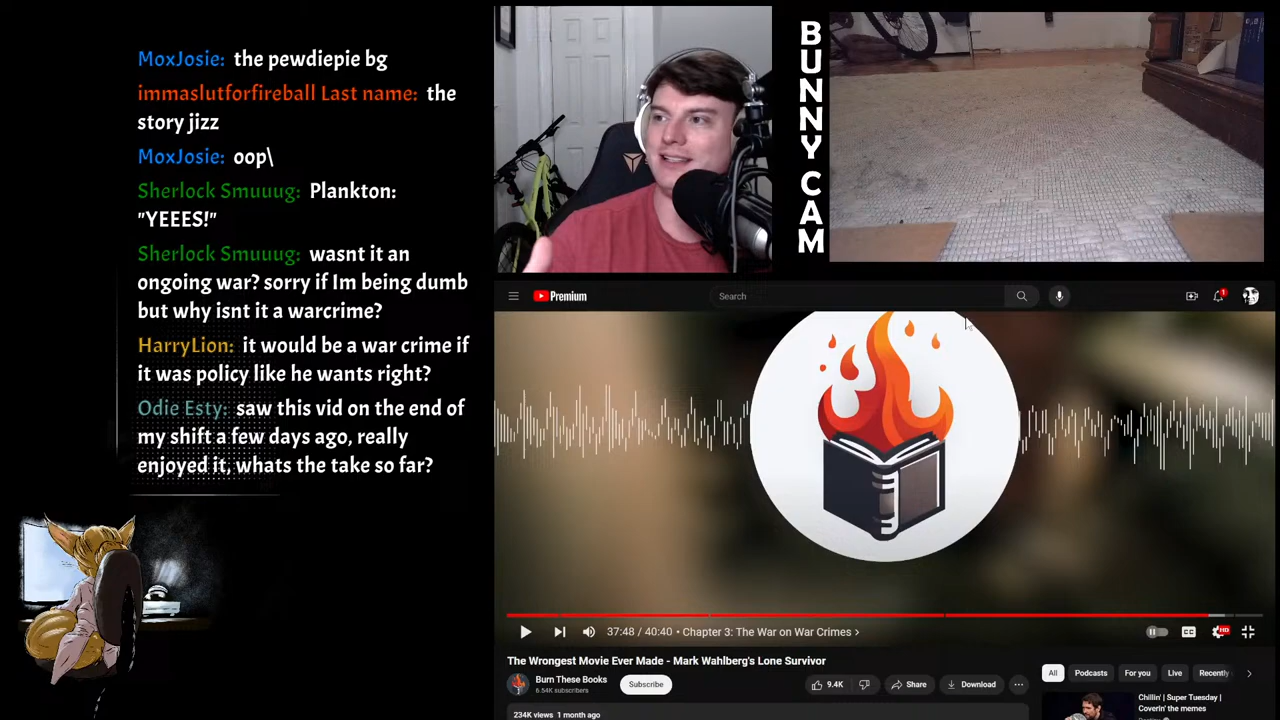 MoxJosie: the pewdiepie bg
immaslutforfireball Last name: the
story jizz
MoxJosie: oop\
Sherlock Smuuug: Plankton:
"YEEES!"
Sherlock Smuuug: wasnt it an
ongoing war? sorry if Im being dumb
but why isnt it a warcrime?
HarryLion: it would be a war crime if
it was policy like he wants right?
Odie Esty: saw this vid on the end of
my shift a few days ago, really
enjoyed it, whats the take so far?
BUNNY CAM
Premium
Search
1
37:48 / 40:40 • Chapter 3: The War on War Crimes
HD
The Wrongest Movie Ever Made - Mark Wahlberg's Lone Survivor
Burn These Books
6.54K subscribers
Subscribe
9.4K
Share
Download
234K views 1 month ago
All
Podcasts
For you
Live
Recently
Chillin' | Super Tuesday |
Coverin' the memes